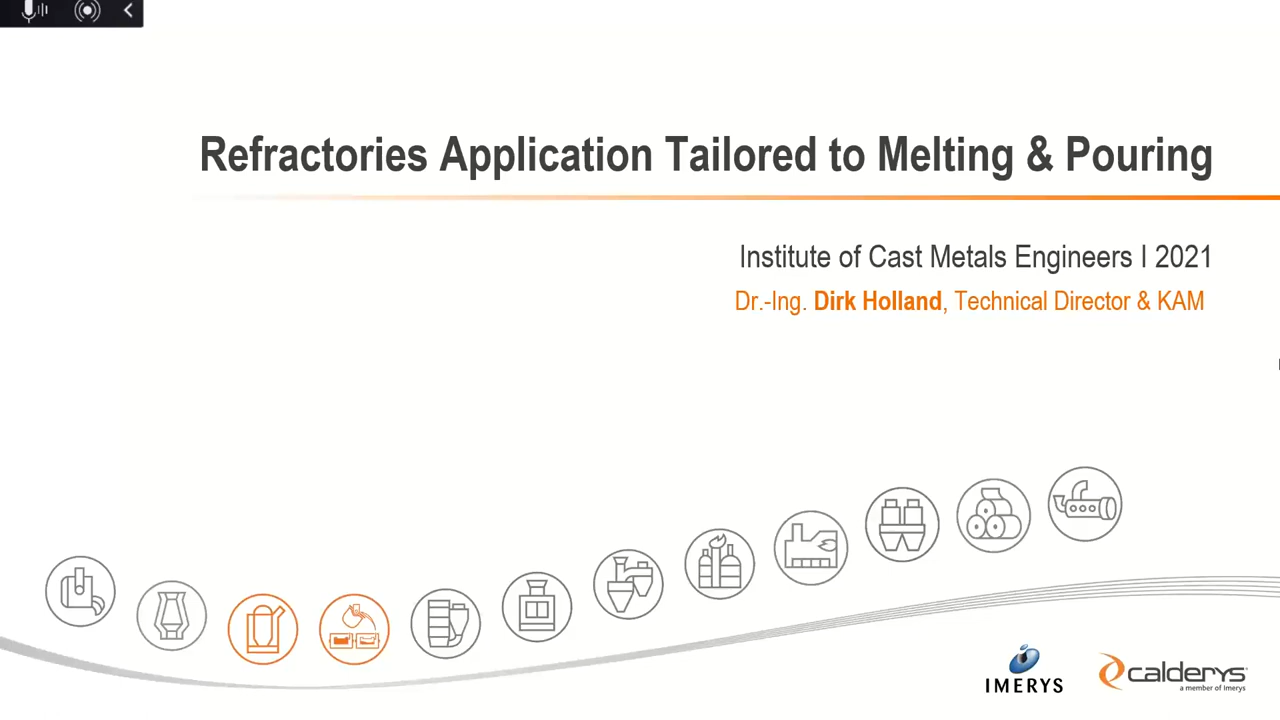 Refractories Application Tailored to Melting & Pouring
Institute of Cast Metals Engineers I 2021
Dr.-Ing. Dirk Holland, Technical Director & KAM
IMERYS
calderys
a member of Imerys